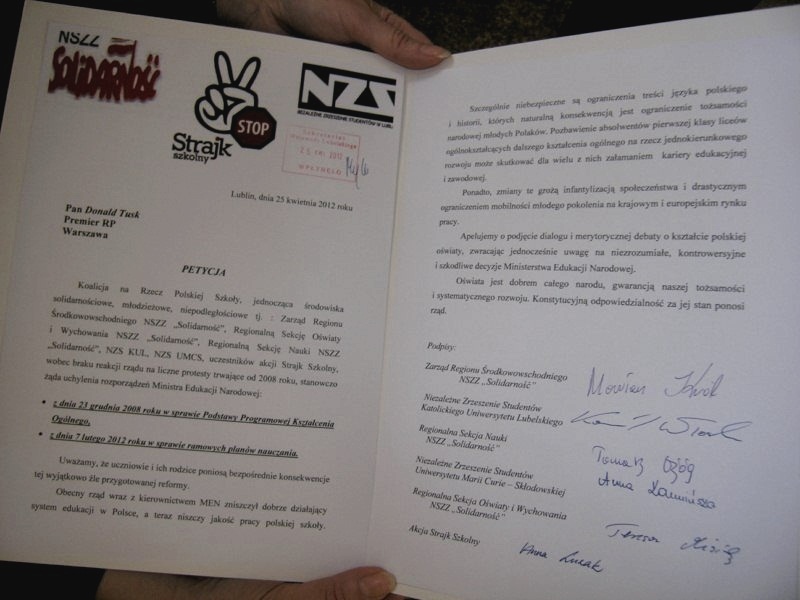 NSZZ
SOLIDARNOŚĆ
STOP
Strajk
szkolny
NZS
NIEZALEŻNE ZRZESZENIE STUDENTÓW W LUBL
Sekretariat
WPŁYNĘŁO
Lublin, dnia 25 kwietnia 2012 roku
Pan Donald Tusk
Premier RP
Warszawa
PETYCJA
Koalicja na Rzecz Polskiej Szkoły, jednocząca środowiska
solidarnościowe, młodzieżowe, niepodległościowe tj. : Zarząd Regionu
Środkowowschodniego NSZZ „Solidarność”, Regionalną Sekcję Oświaty
i Wychowania NSZZ „Solidarność”, Regionalną Sekcję Nauki NSZZ
„Solidarność”, NZS KUL, NZS UMCS, uczestników akcji Strajk Szkolny,
wobec braku reakcji rządu na liczne protesty trwające od 2008 roku, stanowczo
żąda uchylenia rozporządzeń Ministra Edukacji Narodowej:
• z dnia 23 grudnia 2008 roku w sprawie Podstawy Programowej Kształcenia
Ogólnego,
• z dnia 7 lutego 2012 roku w sprawie ramowych planów nauczania.
Uważamy, że uczniowie i ich rodzice poniosą bezpośrednie konsekwencje
tej wyjątkowo źle przygotowanej reformy.
Obecny rząd wraz z kierownictwem MEN zniszczył dobrze działający
system edukacji w Polsce, a teraz niszczy jakość pracy polskiej szkoły.
Szczególnie niebezpieczne są ograniczenia treści języka polskiego
i historii, których naturalną konsekwencją jest ograniczenie tożsamości
narodowej młodych Polaków. Pozbawienie absolwentów pierwszej klasy liceów
ogólnokształcących dalszego kształcenia ogólnego na rzecz jednokierunkowego
rozwoju może skutkować dla wielu z nich załamaniem kariery edukacyjnej
i zawodowej.
Ponadto, zmiany te grożą infantylizacją społeczeństwa i drastycznym
ograniczeniem mobilności młodego pokolenia na krajowym i europejskim rynku
pracy.
Apelujemy o podjęcie dialogu i merytorycznej debaty o kształcie polskiej
oświaty, zwracając jednocześnie uwagę na niezrozumiałe, kontrowersyjne
i szkodliwe decyzje Ministerstwa Edukacji Narodowej.
Oświata jest dobrem całego narodu, gwarancją naszej tożsamości
i systematycznego rozwoju. Konstytucyjną odpowiedzialność za jej stan ponosi
rząd.
Podpisy:
Zarząd Regionu Środkowowschodniego
NSZZ „Solidarność”
Marian Król
Niezależne Zrzeszenie Studentów
Katolickiego Uniwersytetu Lubelskiego
Regionalna Sekcja Nauki
NSZZ „Solidarność”
Tomasz
Niezależne Zrzeszenie Studentów
Uniwersytetu Marii Curie – Skłodowskiej
Anna Kamińska
Regionalna Sekcja Oświaty i Wychowania
NSZZ „Solidarność”
Teresa
Akcja Strajk Szkolny
Anna